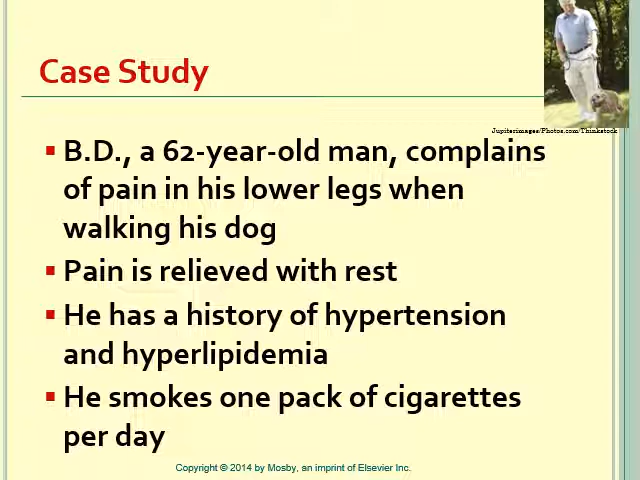 Case Study
Jupiterimages/Photos.com/Thinkstock
B.D., a 62-year-old man, complains
of pain in his lower legs when
walking his dog
Pain is relieved with rest
He has a history of hypertension
and hyperlipidemia
He smokes one pack of cigarettes
per day
Copyright © 2014 by Mosby, an imprint of Elsevier Inc.